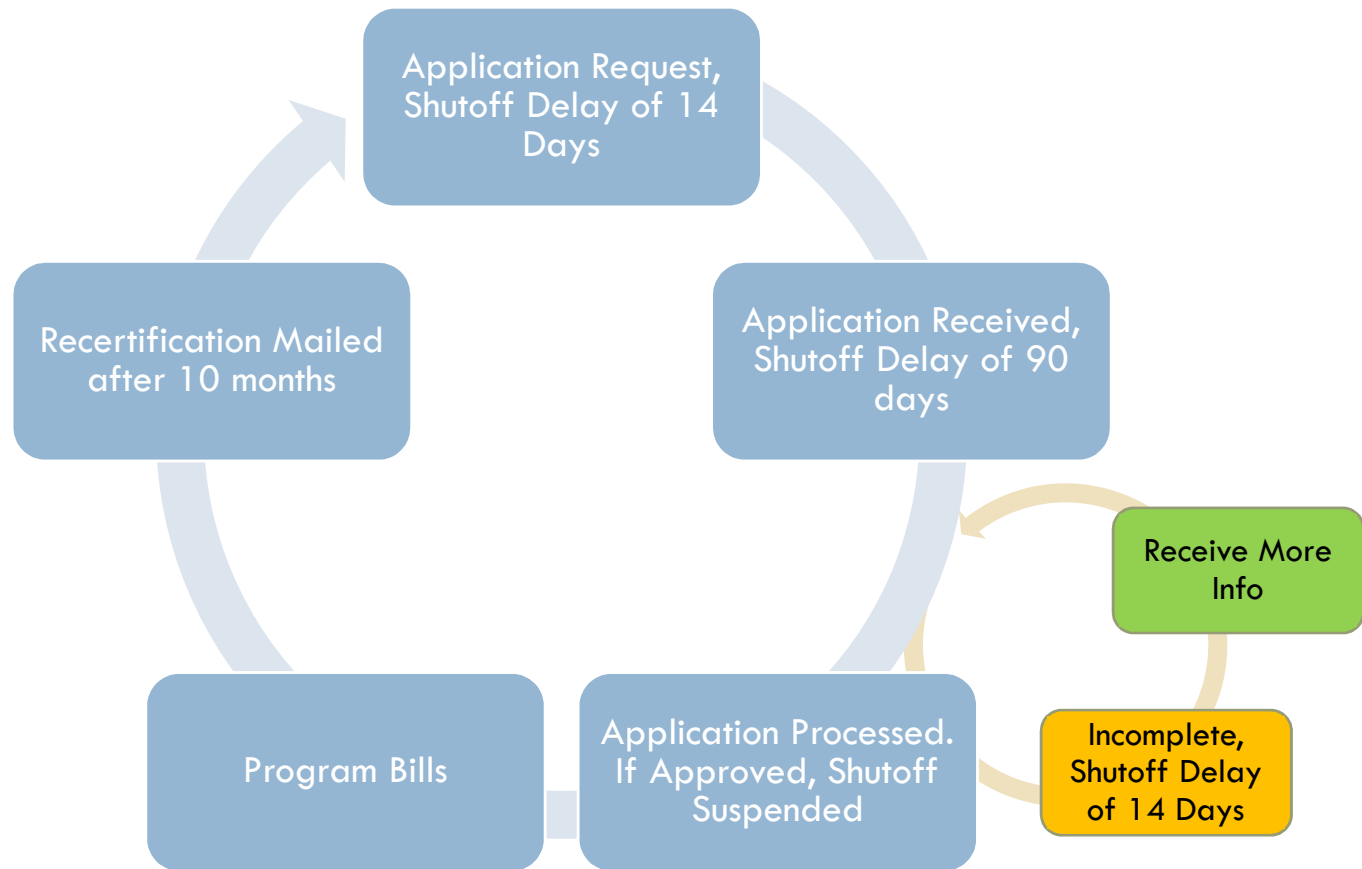 Application Request,
Shutoff Delay of 14
Days
Application Received,
Shutoff Delay of 90
days
Receive More
Info
Incomplete,
Shutoff Delay
of 14 Days
Application Processed.
If Approved, Shutoff
Suspended
Program Bills
Recertification Mailed
after 10 months